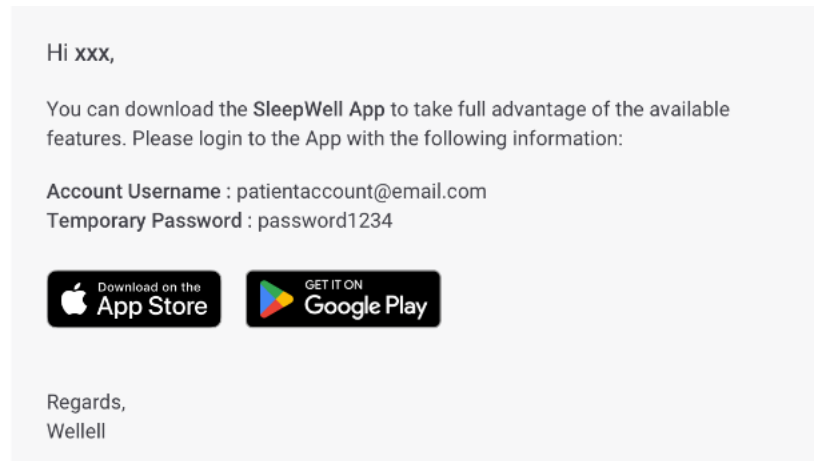 Hi xxx,
You can download the SleepWell App to take full advantage of the available
features. Please login to the App with the following information:
Account Username : patientaccount@email.com
Temporary Password : password1234
Download on the
App Store
GET IT ON
Google Play
Regards,
Wellell